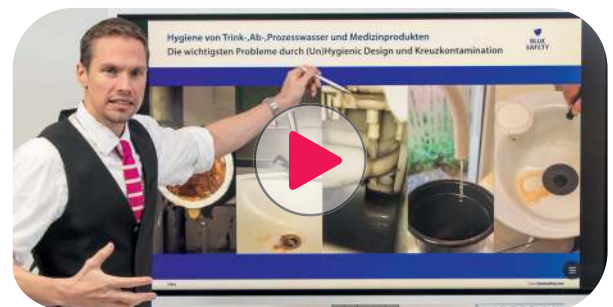 Hygiene von Trink-,Ab-,Prozesswasser und Medizinprodukten
Die wichtigsten Probleme durch (Un)Hygienic Design und Kreuzkontamination
BLUE
SAFETY